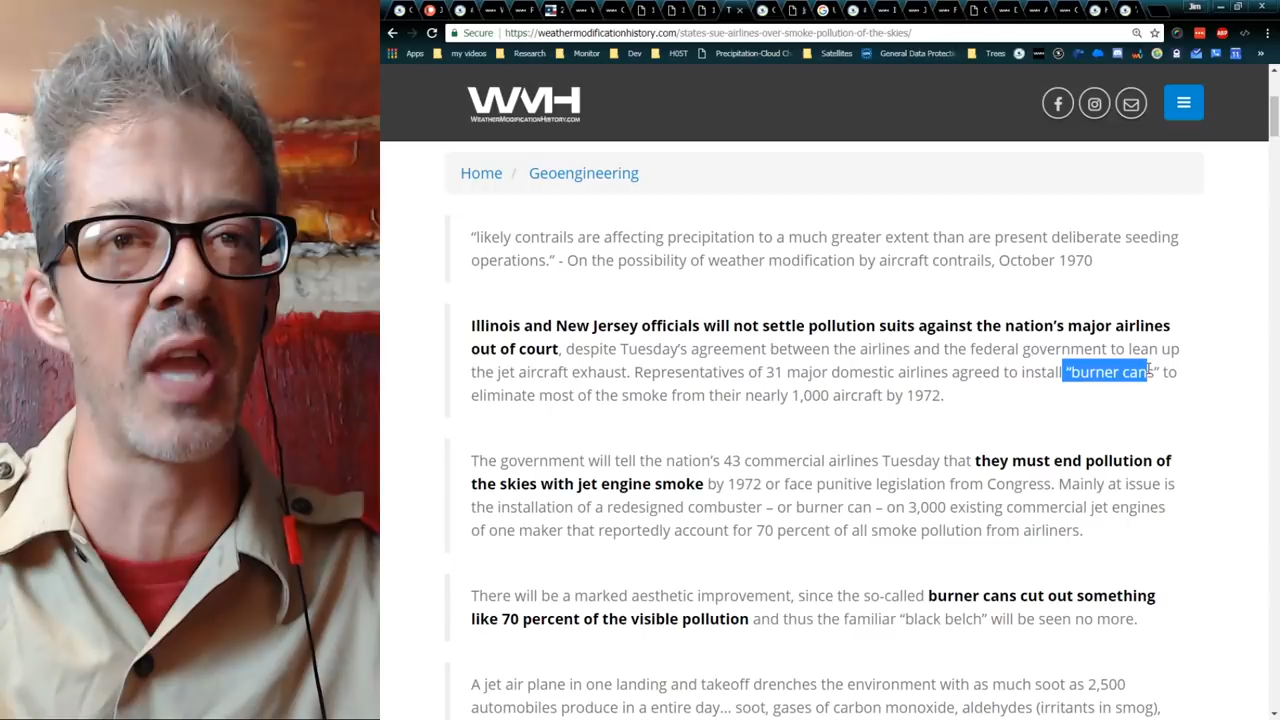 Jim
Secure
https://weathermodificationhistory.com/states-sue-airlines-over-smoke-pollution-of-the-skies/
Apps my videos Research Monitor Dev H05T Precipitation-Cloud Ch Satellites General Data Protecti Trees
WMH
WEATHERMODIFICATIONHISTORY.COM
Home / Geoengineering
“likely contrails are affecting precipitation to a much greater extent than are present deliberate seeding
operations.” - On the possibility of weather modification by aircraft contrails, October 1970
Illinois and New Jersey officials will not settle pollution suits against the nation’s major airlines
out of court, despite Tuesday’s agreement between the airlines and the federal government to lean up
the jet aircraft exhaust. Representatives of 31 major domestic airlines agreed to install “burner cans” to
eliminate most of the smoke from their nearly 1,000 aircraft by 1972.
The government will tell the nation’s 43 commercial airlines Tuesday that they must end pollution of
the skies with jet engine smoke by 1972 or face punitive legislation from Congress. Mainly at issue is
the installation of a redesigned combuster – or burner can – on 3,000 existing commercial jet engines
of one maker that reportedly account for 70 percent of all smoke pollution from airliners.
There will be a marked aesthetic improvement, since the so-called burner cans cut out something
like 70 percent of the visible pollution and thus the familiar “black belch” will be seen no more.
A jet air plane in one landing and takeoff drenches the environment with as much soot as 2,500
automobiles produce in a entire day... soot, gases of carbon monoxide, aldehydes (irritants in smog),